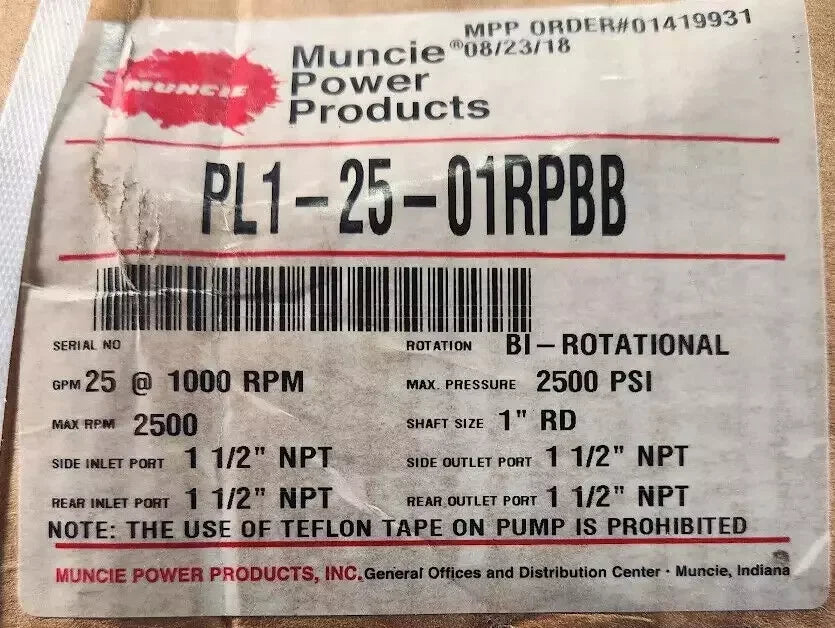 MPP ORDER#01419931
08/23/18
MUNCIE
Muncie®
Power
Products
PL1-25-01RPBB
SERIAL NO
ROTATION BI-ROTATIONAL
GPM 25 @ 1000 RPM
MAX. PRESSURE 2500 PSI
MAX RPM 2500
SHAFT SIZE 1" RD
SIDE INLET PORT 1 1/2" NPT
SIDE OUTLET PORT 1 1/2" NPT
REAR INLET PORT 1 1/2" NPT
REAR OUTLET PORT 1 1/2" NPT
NOTE: THE USE OF TEFLON TAPE ON PUMP IS PROHIBITED
MUNCIE POWER PRODUCTS, INC. General Offices and Distribution Center · Muncie, Indiana